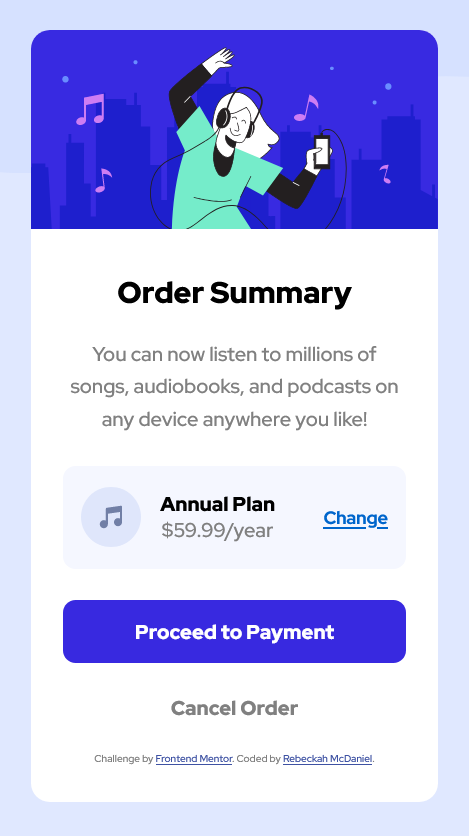 Order Summary
You can now listen to millions of
songs, audiobooks, and podcasts on
any device anywhere you like!
Annual Plan
$59.99/year
Change
Proceed to Payment
Cancel Order
Challenge by Frontend Mentor. Coded by Rebeckah McDaniel.